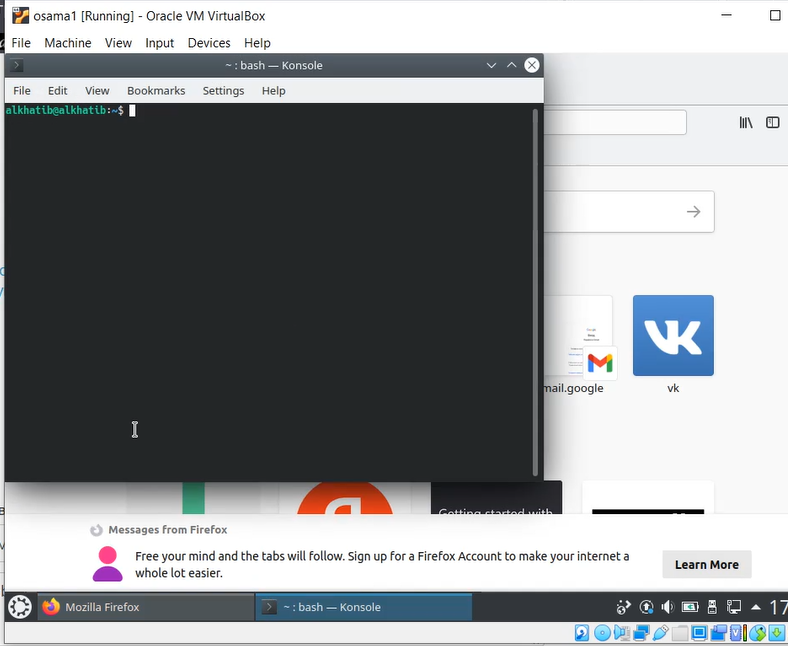 osama1 [Running] - Oracle VM VirtualBox
File Machine View Input Devices Help
~ : bash — Konsole
File Edit View Bookmarks Settings Help
alkhatib@alkhatib:~$
mail.google
vk
Getting started with
Messages from Firefox
Free your mind and the tabs will follow. Sign up for a Firefox Account to make your internet a
whole lot easier.
Learn More
Mozilla Firefox
~ : bash — Konsole
17